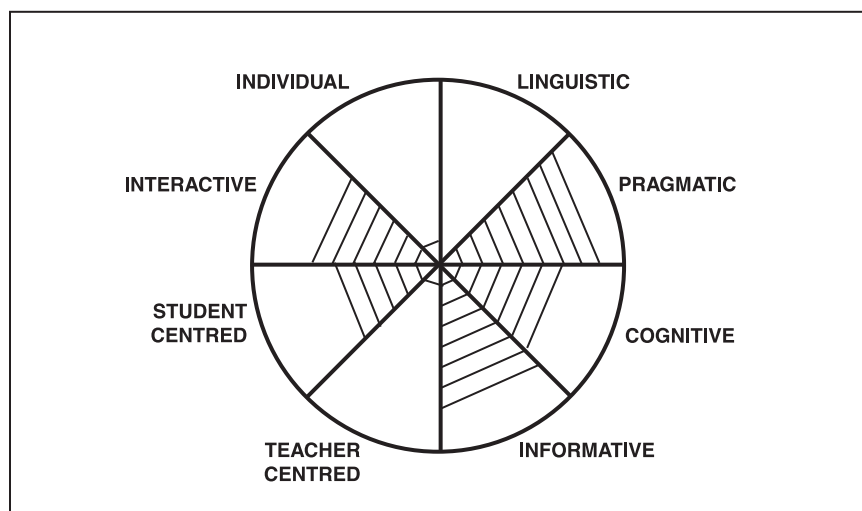 INDIVIDUAL
LINGUISTIC
INTERACTIVE
PRAGMATIC
STUDENT
CENTRED
COGNITIVE
TEACHER
CENTRED
INFORMATIVE